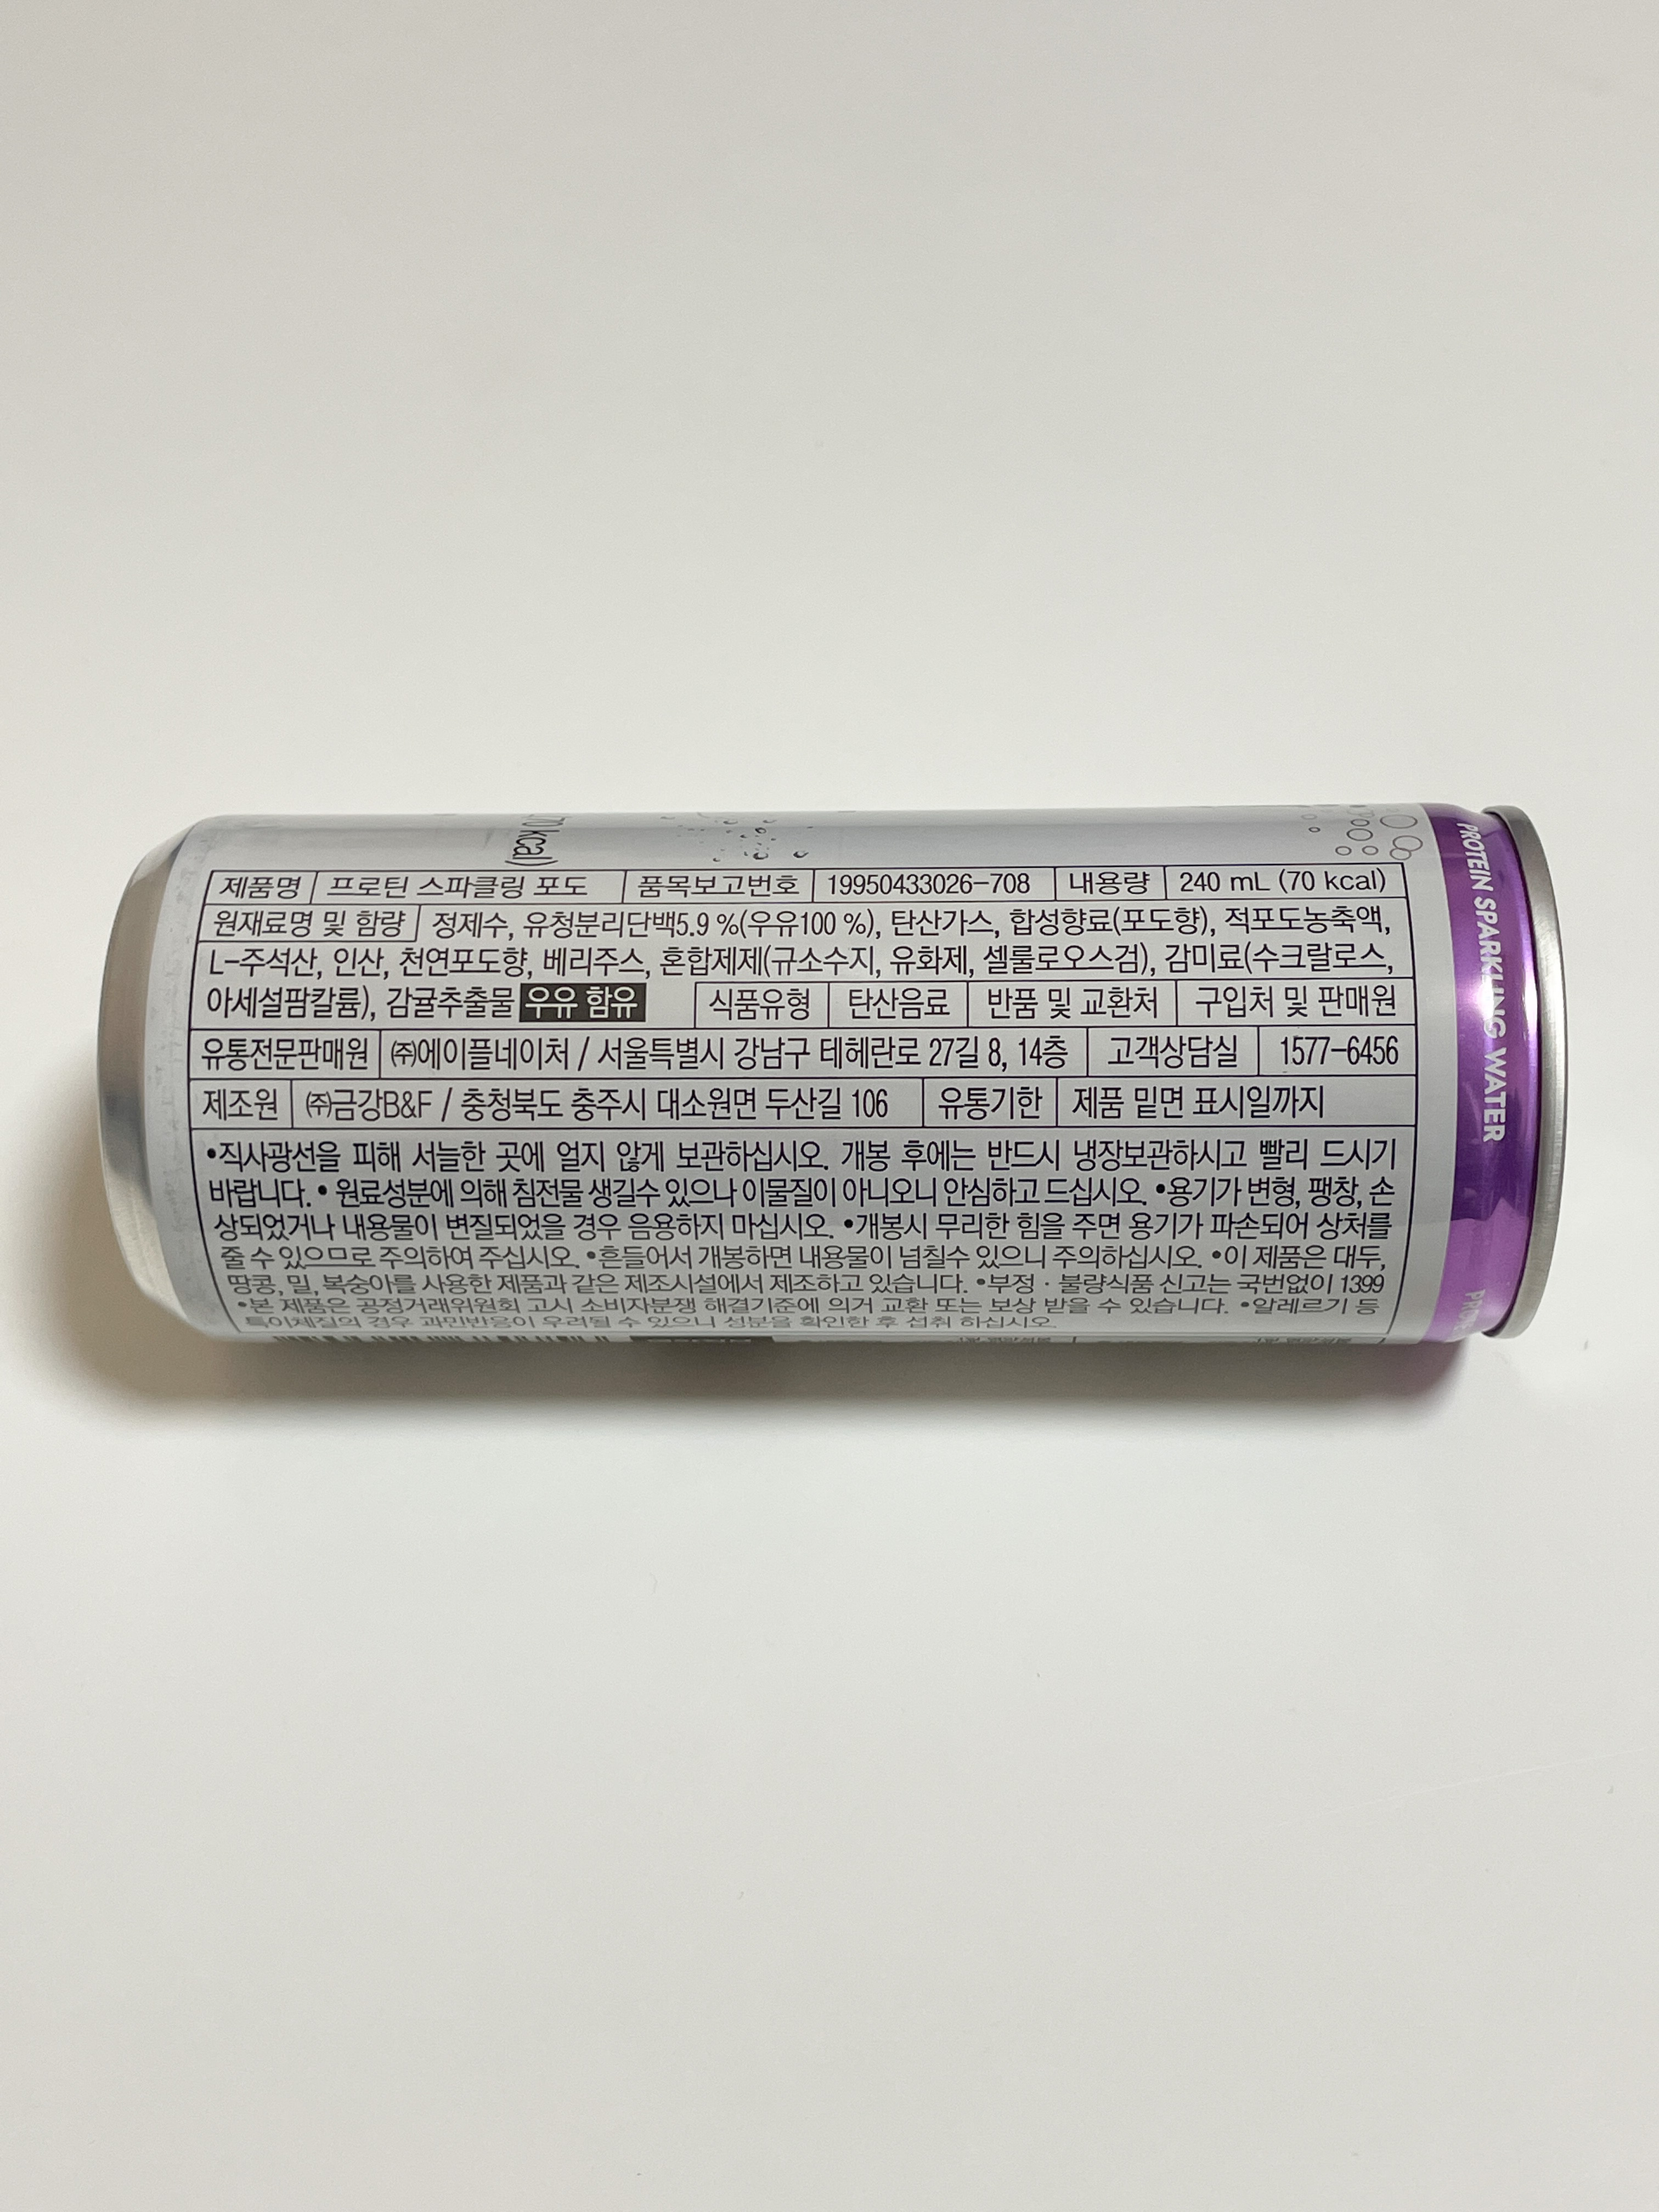 70 kcal)
제품명 프로틴 스파클링 포도 품목보고번호 19950433026-708 내용량 240 mL (70 kcal)
원재료명 및 함량 정제수, 유청분리단백5.9 %(우유100 %), 탄산가스, 합성향료(포도향), 적포도농축액,
L-주석산, 인산, 천연포도향, 베리주스, 혼합제제(규소수지, 유화제, 셀룰로오스검), 감미료(수크랄로스,
아세설팜칼륨), 감귤추출물 우유 함유 식품유형 탄산음료 반품 및 교환처 구입처 및 판매원
유통전문판매원 ㈜에이플네이처 / 서울특별시 강남구 테헤란로 27길 8, 14층 고객상담실 1577-6456
제조원 ㈜금강B&F / 충청북도 충주시 대소원면 두산길 106 유통기한 제품 밑면 표시일까지
•직사광선을 피해 서늘한 곳에 얼지 않게 보관하십시오. 개봉 후에는 반드시 냉장보관하시고 빨리 드시기
바랍니다. • 원료성분에 의해 침전물 생길수 있으나 이물질이 아니오니 안심하고 드십시오. •용기가 변형, 팽창, 손
상되었거나 내용물이 변질되었을 경우 음용하지 마십시오. •개봉시 무리한 힘을 주면 용기가 파손되어 상처를
줄 수 있으므로 주의하여 주십시오. •흔들어서 개봉하면 내용물이 넘칠수 있으니 주의하십시오. •이 제품은 대두,
땅콩, 밀, 복숭아를 사용한 제품과 같은 제조시설에서 제조하고 있습니다. •부정 · 불량식품 신고는 국번없이 1399
•본 제품은 공정거래위원회 고시 소비자분쟁 해결기준에 의거 교환 또는 보상 받을 수 있습니다. •알레르기 등
특이체질의 경우 과민반응이 우려될 수 있으니 성분을 확인한 후 섭취 하십시오.
PROTEIN SPARKLING WATER